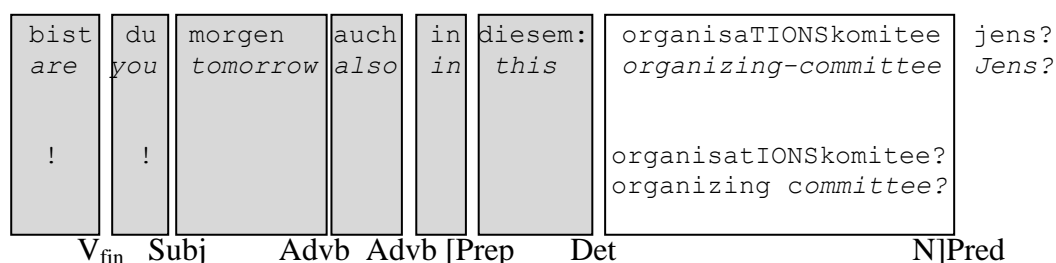 bist du morgen auch in diesem: organisaTIONSkomitee jens?
are you tomorrow also in this organizing-committee Jens?
! ! organisatIONSkomitee?
organizing committee?
Vfin Subj Advb Advb [Prep Det N]Pred